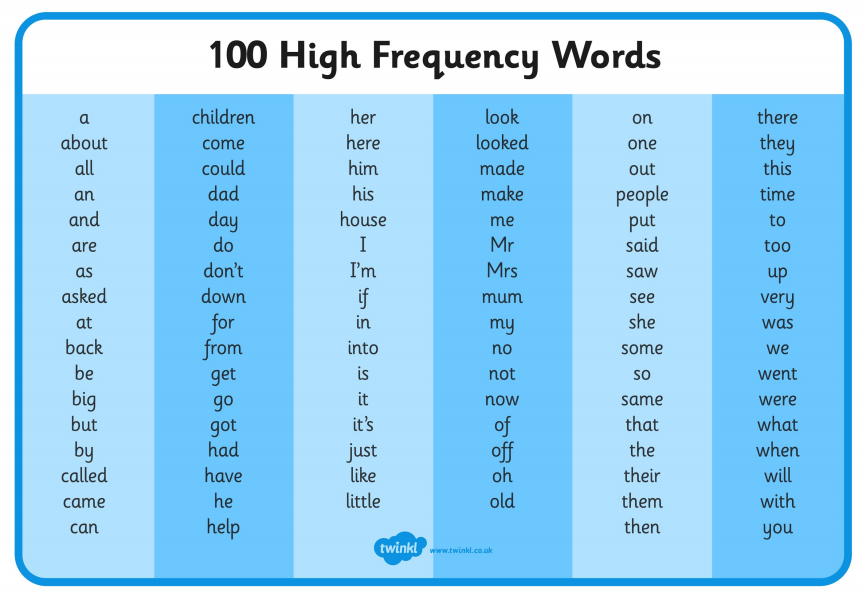 100 High Frequency Words
a
about
all
an
and
are
as
asked
at
back
be
big
but
by
called
came
can
children
come
could
dad
day
do
don't
down
for
from
get
go
got
had
have
he
help
her
here
him
his
house
I
I'm
if
in
into
is
it
it's
just
like
little
look
looked
made
make
me
Mr
Mrs
mum
my
no
not
now
of
off
oh
old
on
one
out
people
put
said
saw
see
she
some
so
same
that
the
their
them
then
there
they
this
time
to
too
up
very
was
we
went
were
what
when
will
with
you
twinkl www.twinkl.co.uk